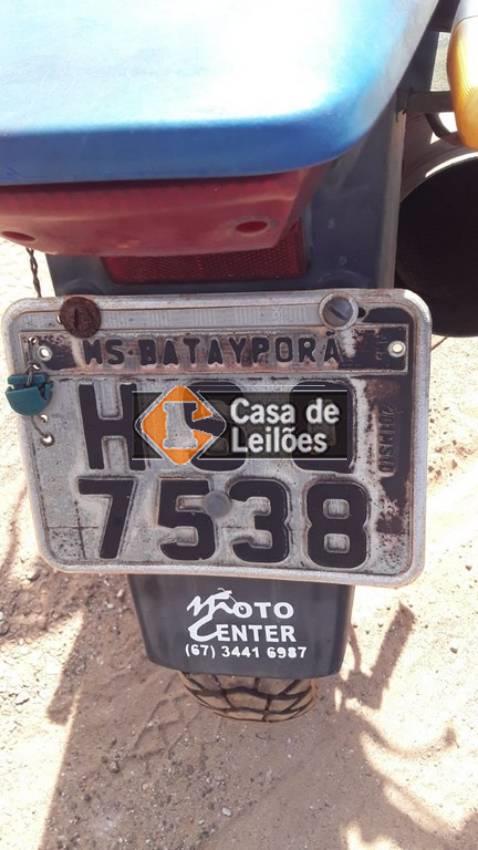 MS-BATAYPORÃ
Casa de
Leilões
7538
MOTO
CENTER
(67) 3441 6987